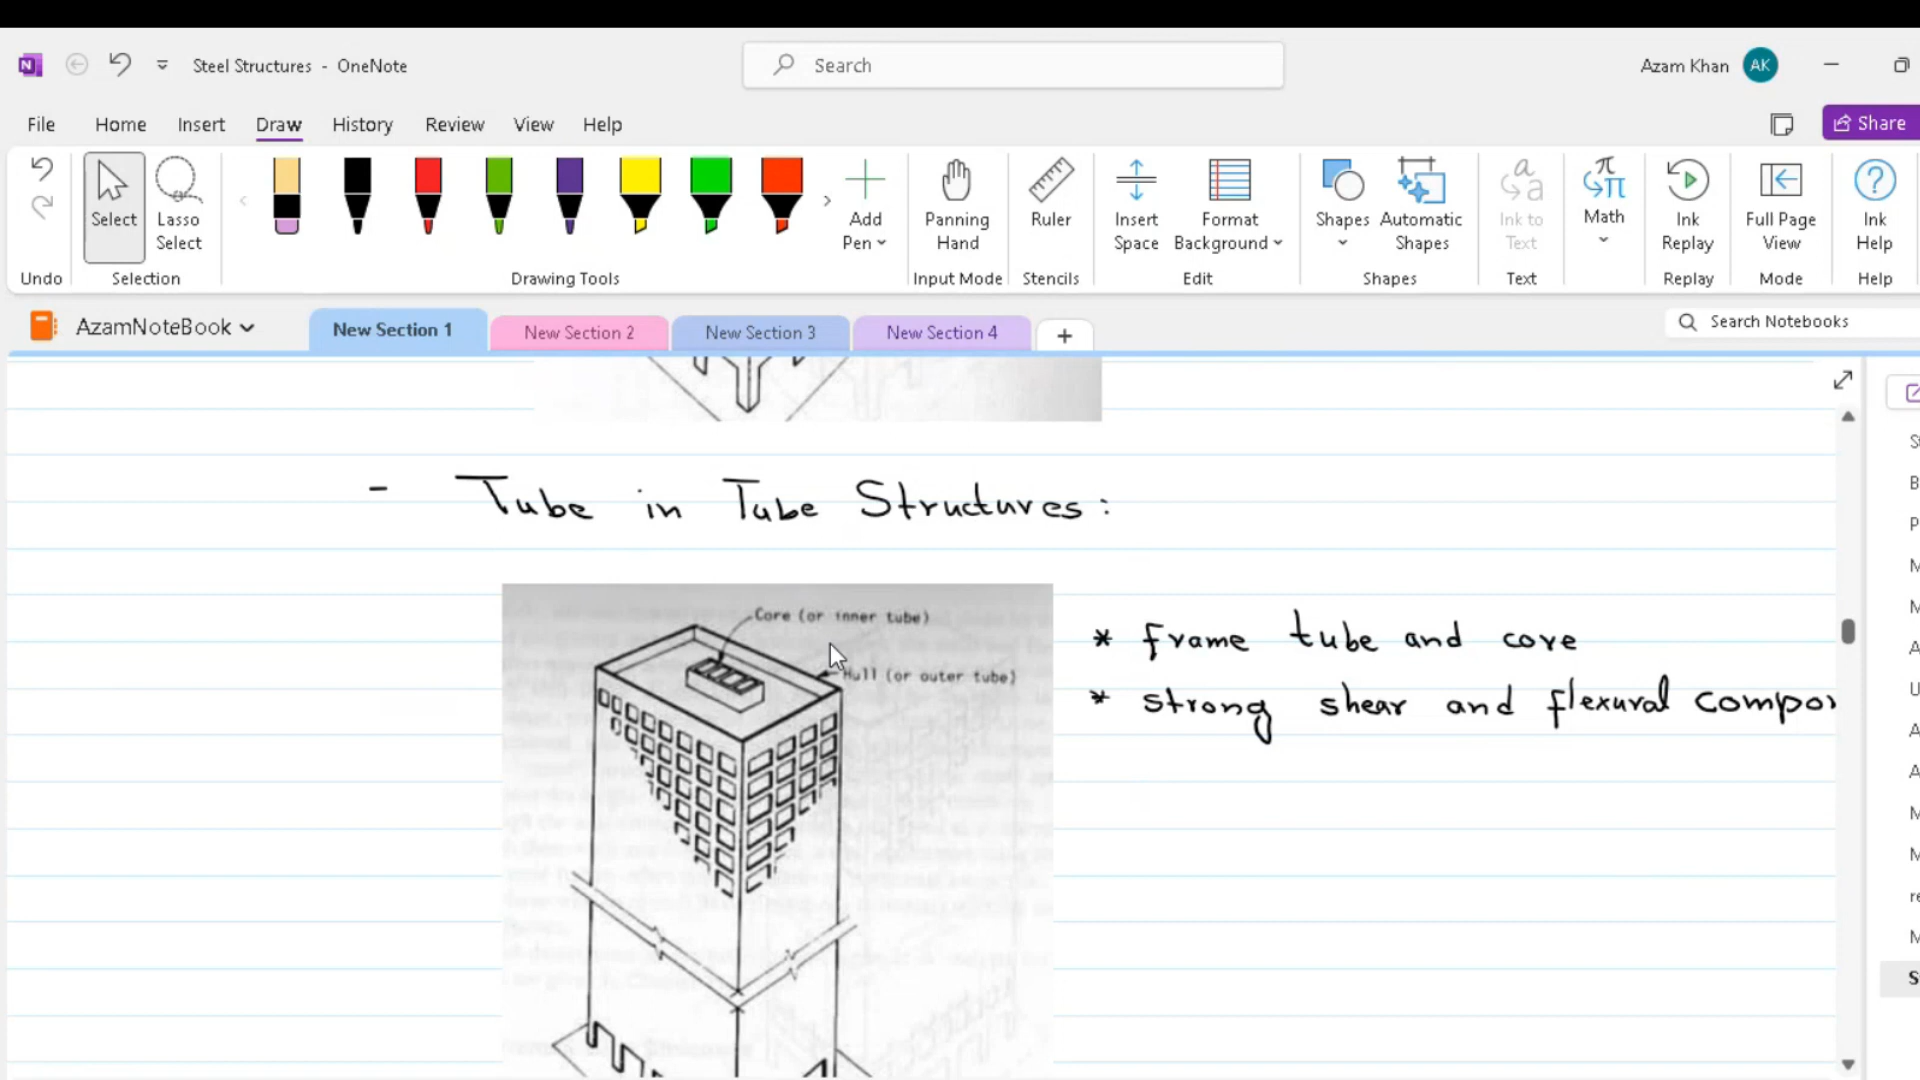 Steel Structures - OneNote
Search
Azam Khan
AK
File
Home
Insert
Draw
History
Review
View
Help
Share
Select
Lasso Select
Add Pen
Panning Hand
Ruler
Insert Space
Format Background
Shapes
Automatic Shapes
Ink to Text
Math
Ink Replay
Full Page View
Ink Help
Undo
Selection
Drawing Tools
Input Mode
Stencils
Edit
Shapes
Text
Replay
Mode
Help
AzamNoteBook
New Section 1
New Section 2
New Section 3
New Section 4
Search Notebooks
- Tube in Tube Structures:
Core (or inner tube)
Hull (or outer tube)
* frame tube and core
* strong shear and flexural compon